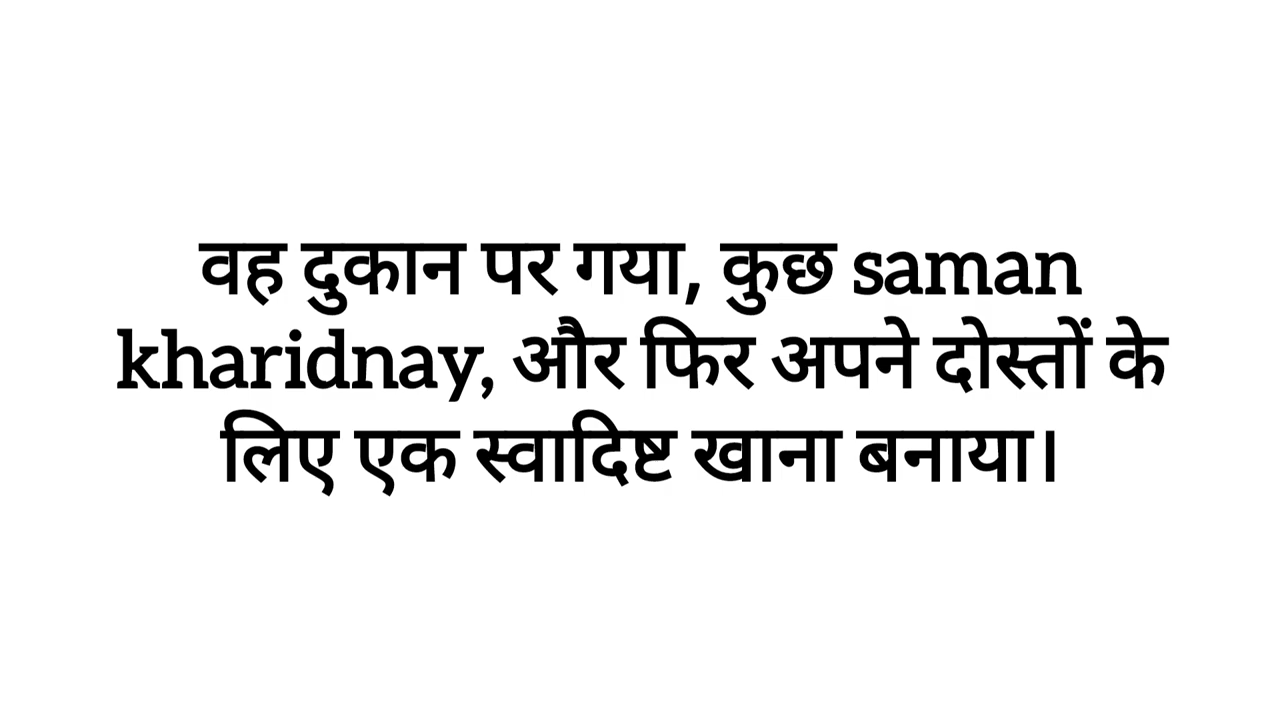 वह दुकान पर गया, कुछ saman
kharidnay, और फिर अपने दोस्तों के
लिए एक स्वादिष्ट खाना बनाया।